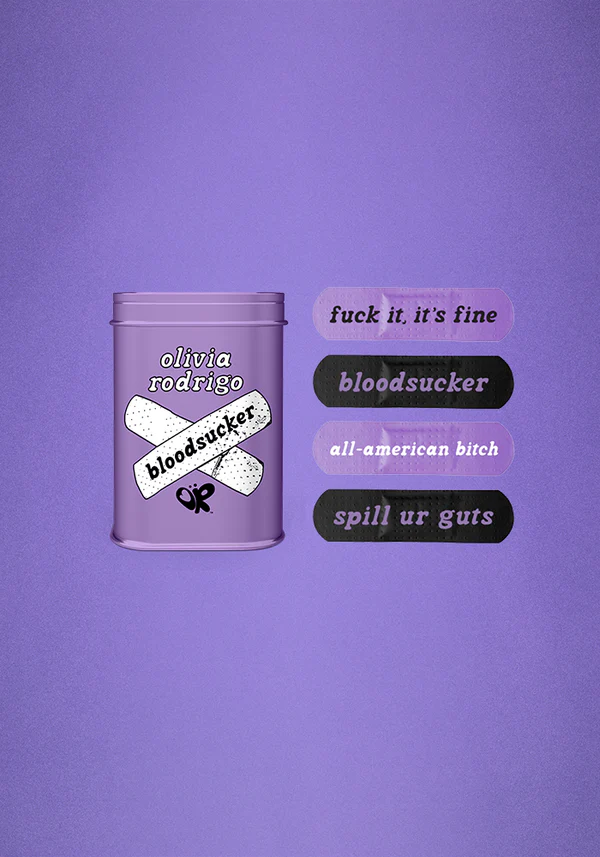 olivia
rodrigo
bloodsucker
OR
fuck it, it's fine
bloodsucker
all-american bitch
spill ur guts